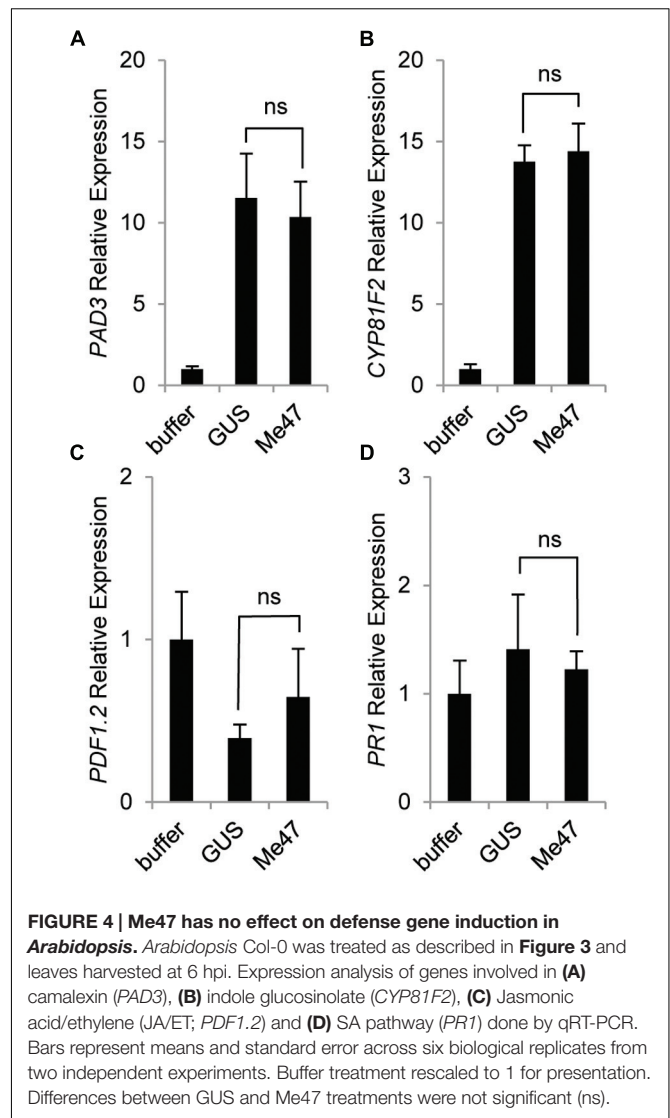 A
B
20
15
10
5
0
PAD3 Relative Expression
ns
buffer
GUS
Me47
20
15
10
5
0
CYP81F2 Relative Expression
ns
buffer
GUS
Me47
C
D
2
1
0
PDF1.2 Relative Expression
ns
buffer
GUS
Me47
3
2
1
0
PR1 Relative Expression
ns
buffer
GUS
Me47
FIGURE 4 | Me47 has no effect on defense gene induction in
Arabidopsis. Arabidopsis Col-0 was treated as described in Figure 3 and
leaves harvested at 6 hpi. Expression analysis of genes involved in (A)
camalexin (PAD3), (B) indole glucosinolate (CYP81F2), (C) Jasmonic
acid/ethylene (JA/ET; PDF1.2) and (D) SA pathway (PR1) done by qRT-PCR.
Bars represent means and standard error across six biological replicates from
two independent experiments. Buffer treatment rescaled to 1 for presentation.
Differences between GUS and Me47 treatments were not significant (ns).